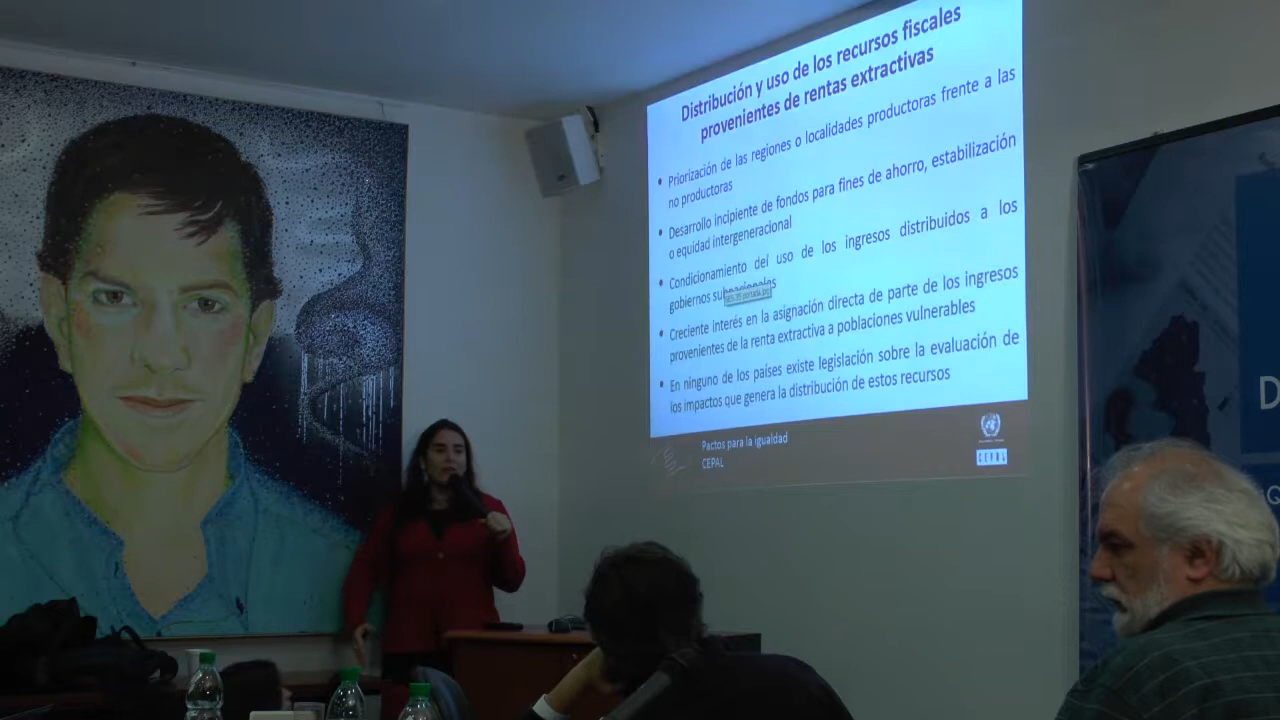 Distribución y uso de los recursos fiscales
provenientes de rentas extractivas
• Priorización de las regiones o localidades productoras frente a las
no productoras
• Desarrollo incipiente de fondos para fines de ahorro, estabilización
o equidad intergeneracional
• Condicionamiento del uso de los ingresos distribuidos a los
gobiernos subnacionales
• Creciente interés en la asignación directa de parte de los ingresos
provenientes de la renta extractiva a poblaciones vulnerables
• En ninguno de los países existe legislación sobre la evaluación de
los impactos que genera la distribución de estos recursos
Pactos para la igualdad
CEPAL
CEPAL
D